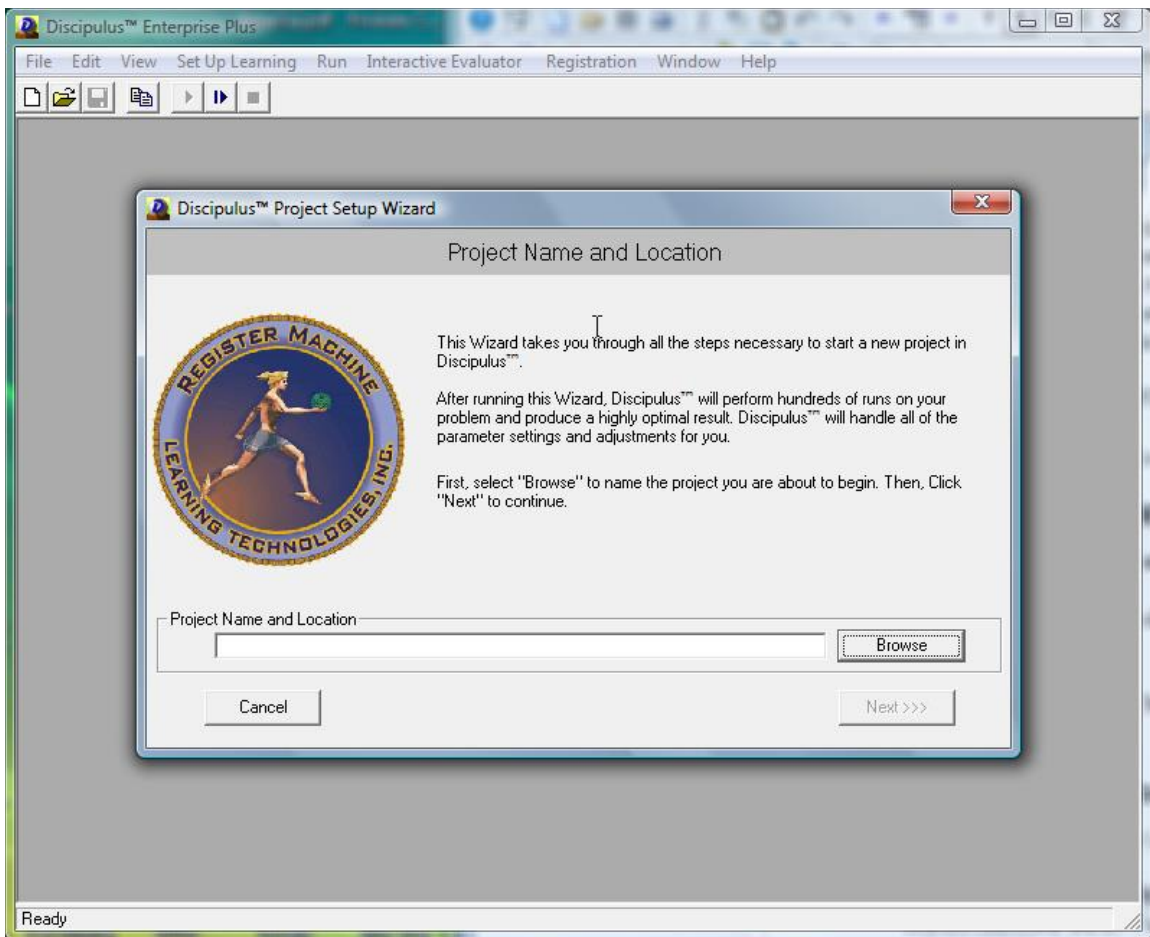 Discipulus™ Enterprise Plus
File Edit View Set Up Learning Run Interactive Evaluator Registration Window Help
Discipulus™ Project Setup Wizard
Project Name and Location
REGISTER MACHINE
LEARNING TECHNOLOGIES, INC.
This Wizard takes you through all the steps necessary to start a new project in
Discipulus™.
After running this Wizard, Discipulus™ will perform hundreds of runs on your
problem and produce a highly optimal result. Discipulus™ will handle all of the
parameter settings and adjustments for you.
First, select "Browse" to name the project you are about to begin. Then, Click
"Next" to continue.
Project Name and Location
Browse
Cancel
Next >>>
Ready